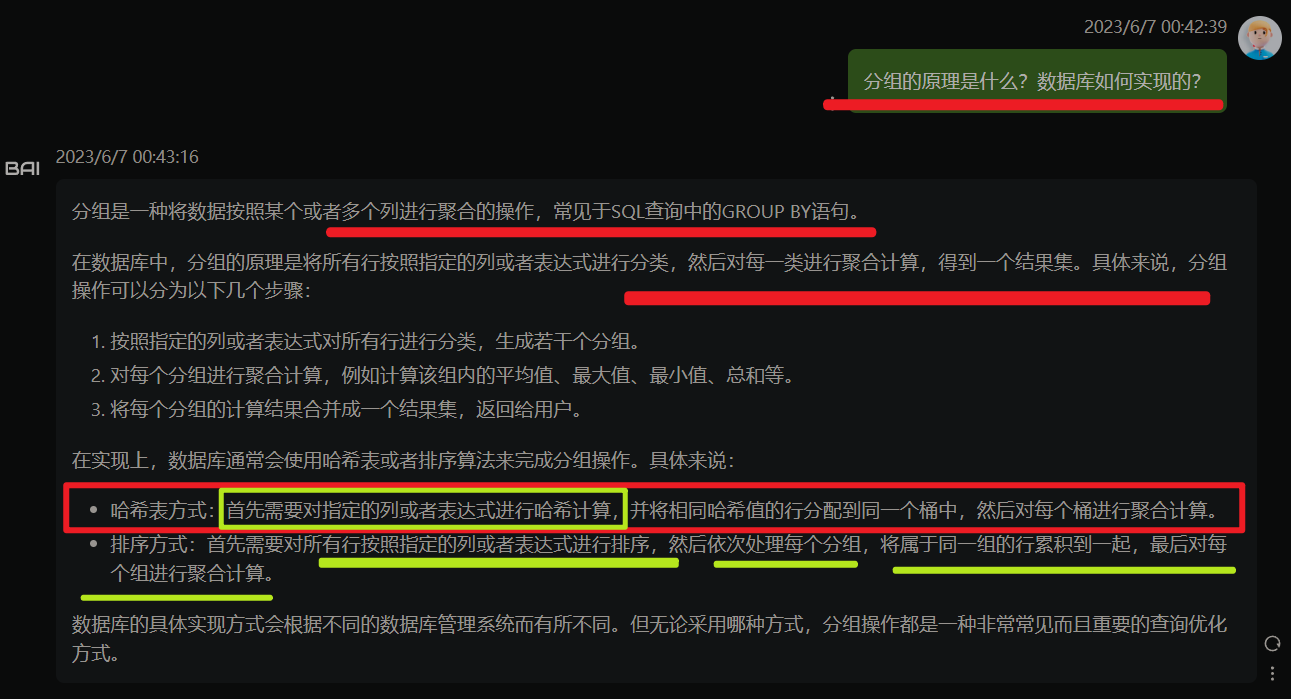 2023/6/7 00:42:39
分组的原理是什么？数据库如何实现的？
2023/6/7 00:43:16
BAI
分组是一种将数据按照某个或者多个列进行聚合的操作，常见于SQL查询中的GROUP BY语句。
在数据库中，分组的原理是将所有行按照指定的列或者表达式进行分类，然后对每一类进行聚合计算，得到一个结果集。具体来说，分组
操作可以分为以下几个步骤：
1. 按照指定的列或者表达式对所有行进行分类，生成若干个分组。
2. 对每个分组进行聚合计算，例如计算该组内的平均值、最大值、最小值、总和等。
3. 将每个分组的计算结果合并成一个结果集，返回给用户。
在实现上，数据库通常会使用哈希表或者排序算法来完成分组操作。具体来说：
• 哈希表方式：首先需要对指定的列或者表达式进行哈希计算，并将相同哈希值的行分配到同一个桶中，然后对每个桶进行聚合计算。
• 排序方式：首先需要对所有行按照指定的列或者表达式进行排序，然后依次处理每个分组，将属于同一组的行累积到一起，最后对每
个组进行聚合计算。
数据库的具体实现方式会根据不同的数据库管理系统而有所不同。但无论采用哪种方式，分组操作都是一种非常常见而且重要的查询优化
方式。